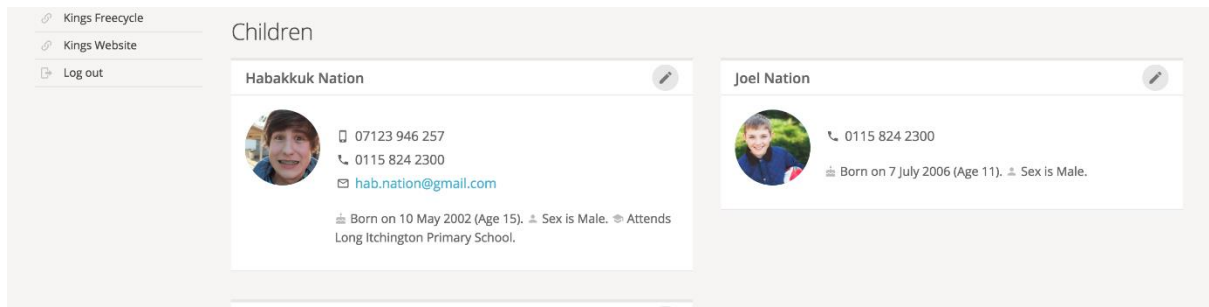 Kings Freecycle
Kings Website
Log out
Children
Habakkuk Nation
07123 946 257
0115 824 2300
hab.nation@gmail.com
Born on 10 May 2002 (Age 15). Sex is Male. Attends
Long Itchington Primary School.
Joel Nation
0115 824 2300
Born on 7 July 2006 (Age 11). Sex is Male.